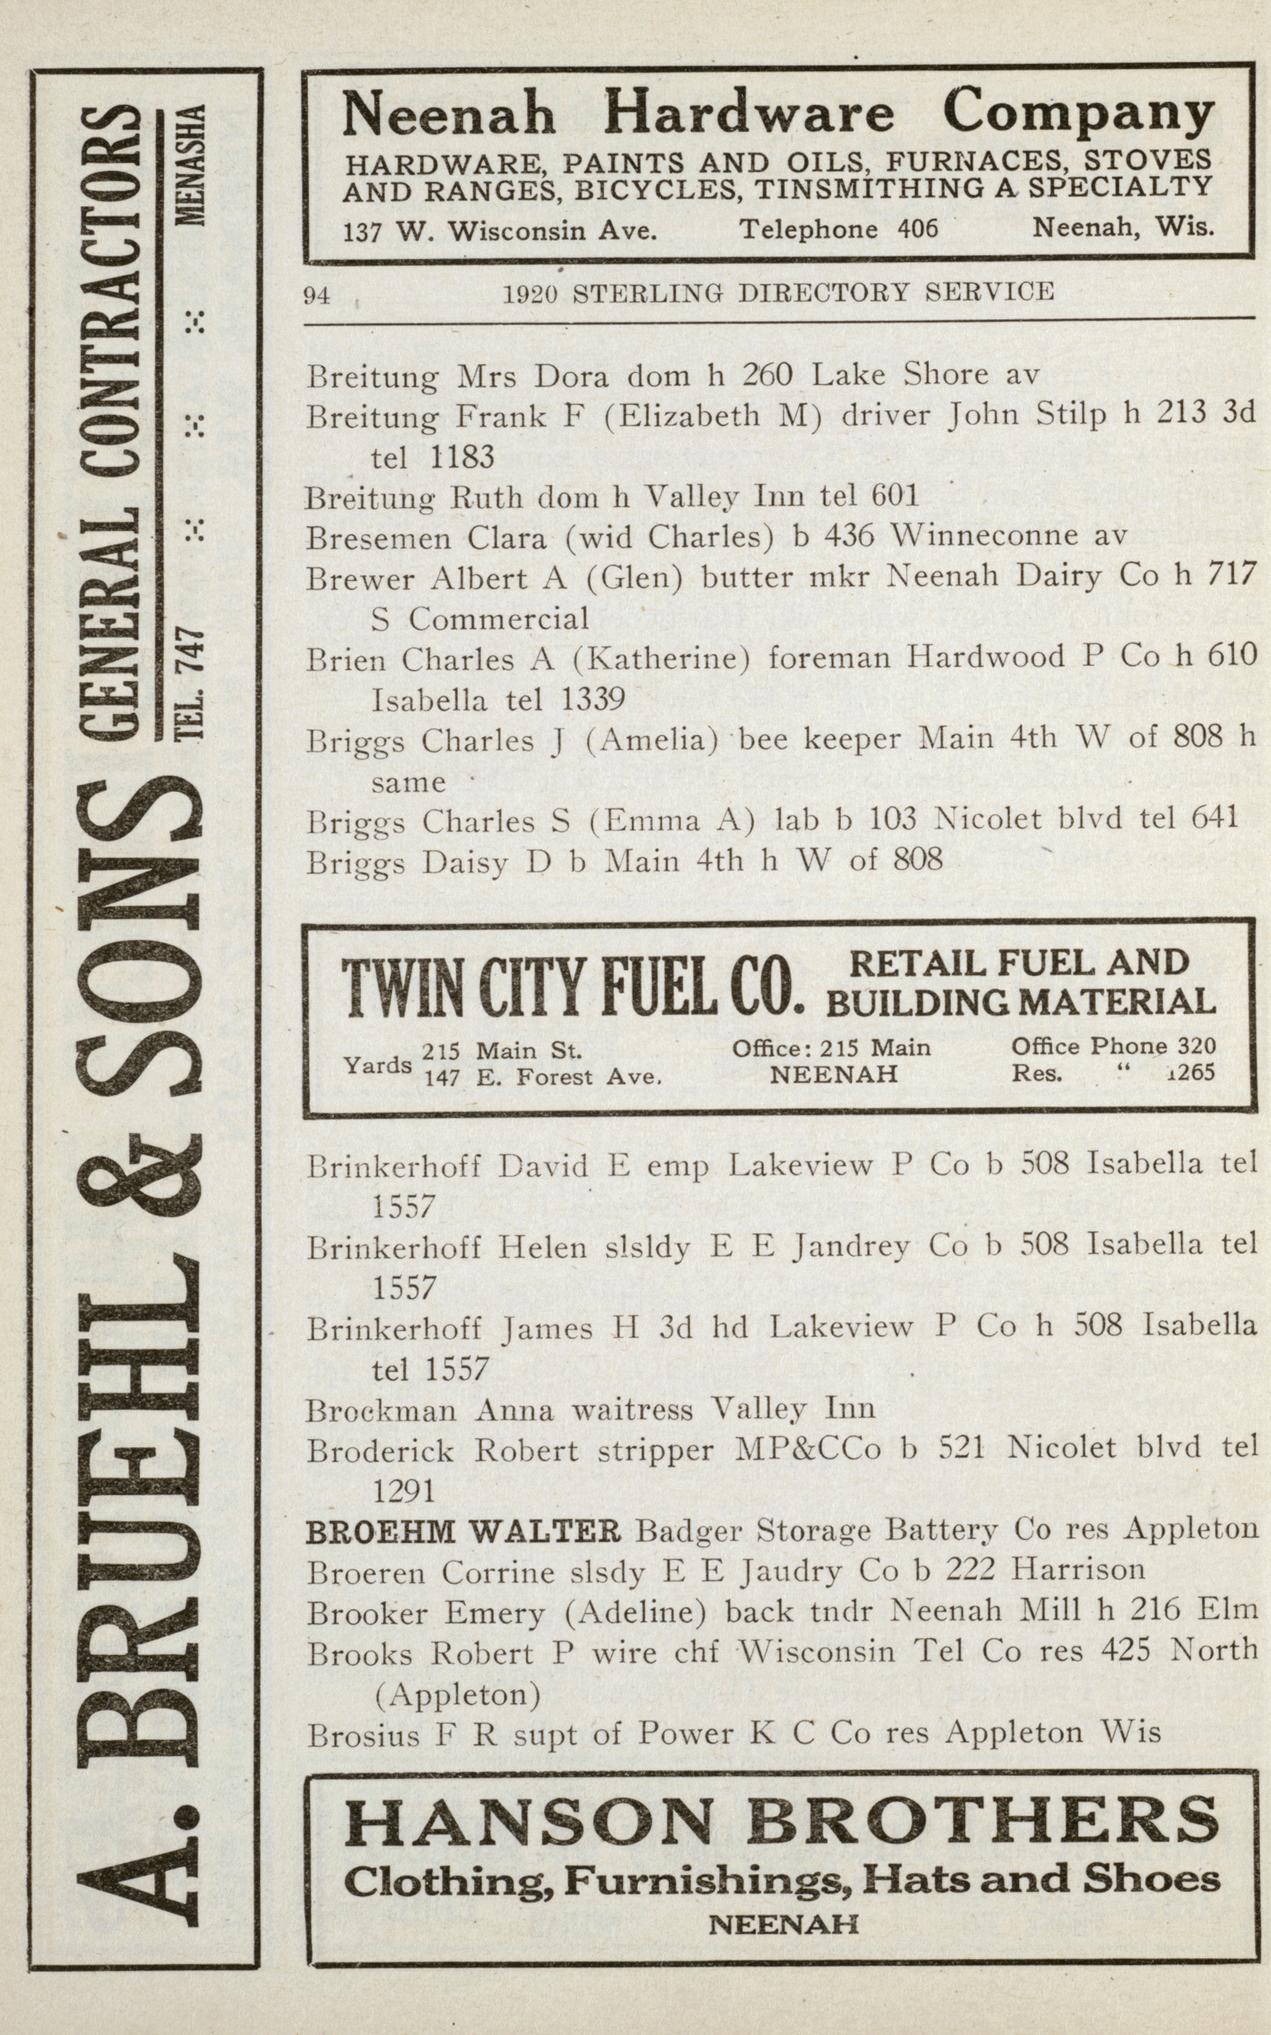 A. BRUEHL & SONS GENERAL CONTRACTORS
TEL. 747 MENASHA
Neenah Hardware Company
HARDWARE, PAINTS AND OILS, FURNACES, STOVES
AND RANGES, BICYCLES, TINSMITHING A SPECIALTY
137 W. Wisconsin Ave. Telephone 406 Neenah, Wis.
94 1920 STERLING DIRECTORY SERVICE
Breitung Mrs Dora dom h 260 Lake Shore av
Breitung Frank F (Elizabeth M) driver John Stilp h 213 3d
tel 1183
Breitung Ruth dom h Valley Inn tel 601
Bresemen Clara (wid Charles) b 436 Winneconne av
Brewer Albert A (Glen) butter mkr Neenah Dairy Co h 717
S Commercial
Brien Charles A (Katherine) foreman Hardwood P Co h 610
Isabella tel 1339
Briggs Charles J (Amelia) bee keeper Main 4th W of 808 h
same
Briggs Charles S (Emma A) lab b 103 Nicolet blvd tel 641
Briggs Daisy D b Main 4th h W of 808
TWIN CITY FUEL CO. RETAIL FUEL AND
BUILDING MATERIAL
Yards 215 Main St. Office: 215 Main Office Phone 320
147 E. Forest Ave. NEENAH Res. “ 1265
Brinkerhoff David E emp Lakeview P Co b 508 Isabella tel
1557
Brinkerhoff Helen slsldy E E Jandrey Co b 508 Isabella tel
1557
Brinkerhoff James H 3d hd Lakeview P Co h 508 Isabella
tel 1557
Brockman Anna waitress Valley Inn
Broderick Robert stripper MP&CCo b 521 Nicolet blvd tel
1291
BROEHM WALTER Badger Storage Battery Co res Appleton
Broeren Corrine slsdy E E Jaudry Co b 222 Harrison
Brooker Emery (Adeline) back tndr Neenah Mill h 216 Elm
Brooks Robert P wire chf Wisconsin Tel Co res 425 North
(Appleton)
Brosius F R supt of Power K C Co res Appleton Wis
HANSON BROTHERS
Clothing, Furnishings, Hats and Shoes
NEENAH